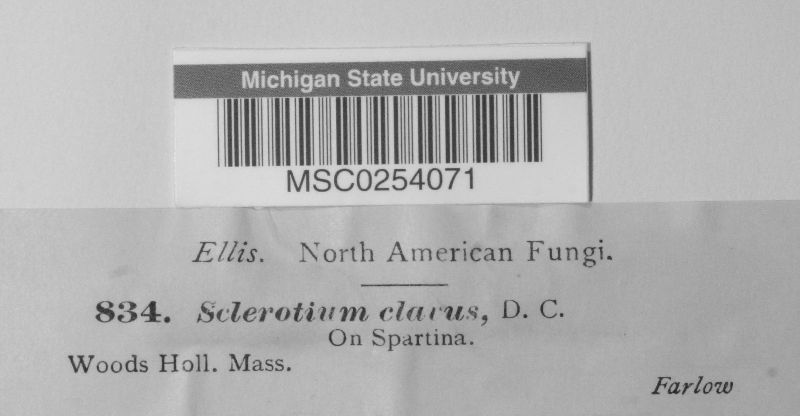 Michigan State University
MSC0254071
Ellis. North American Fungi.
834. Sclerotium clavus, D. C.
On Spartina.
Woods Holl. Mass.
Farlow